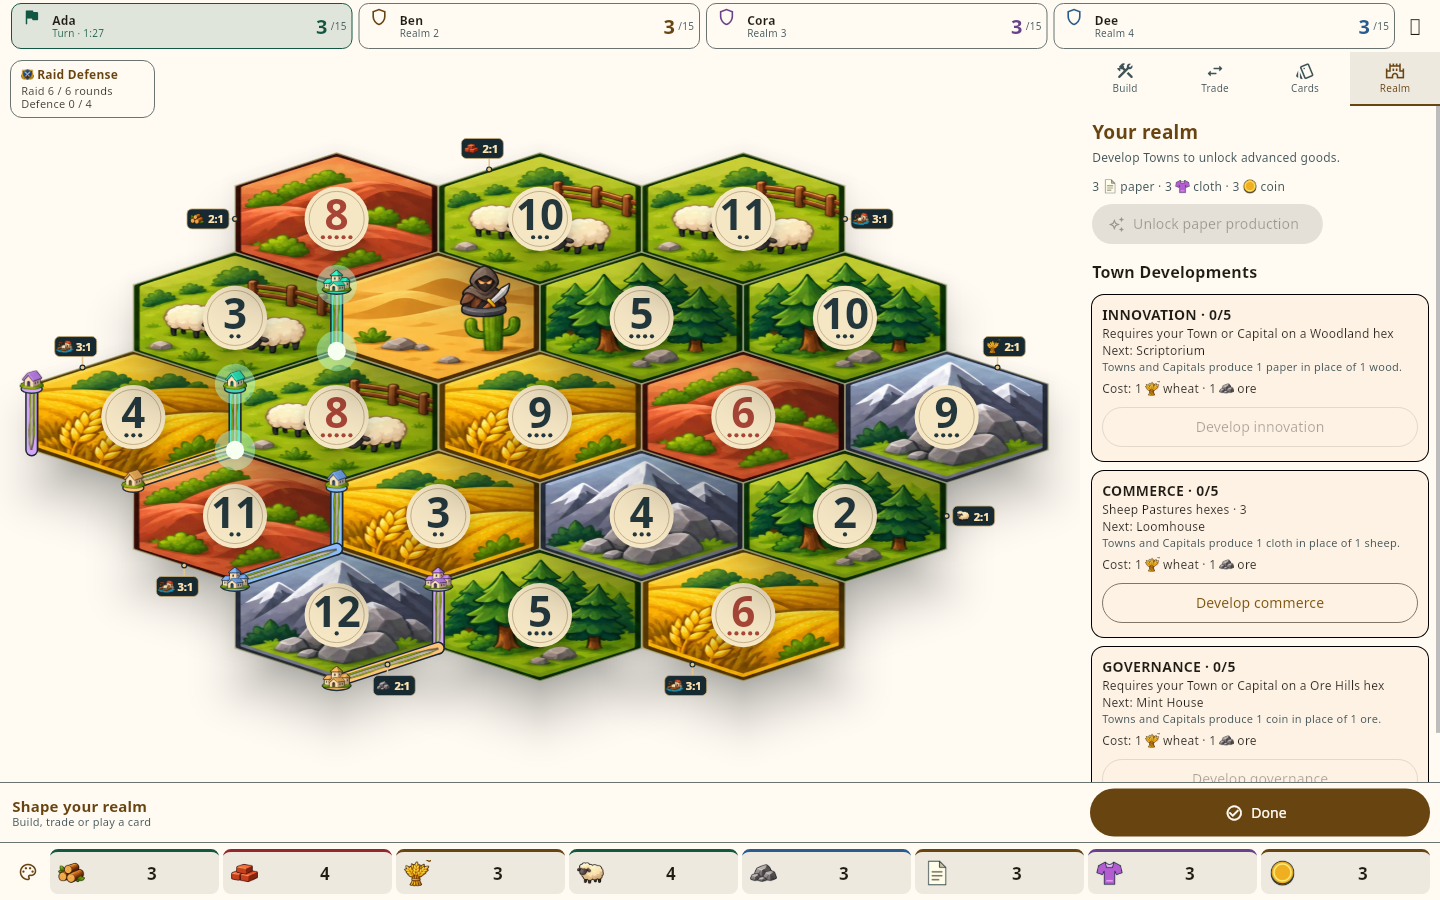 Ada
Turn · 1:27
3 /15
Ben
Realm 2
3 /15
Cora
Realm 3
3 /15
Dee
Realm 4
3 /15
Raid Defense
Raid 6 / 6 rounds
Defence 0 / 4
Build
Trade
Cards
Realm
Your realm
Develop Towns to unlock advanced goods.
3 paper · 3 cloth · 3 coin
Unlock paper production
Town Developments
INNOVATION · 0/5
Requires your Town or Capital on a Woodland hex
Next: Scriptorium
Towns and Capitals produce 1 paper in place of 1 wood.
Cost: 1 wheat · 1 ore
Develop innovation
COMMERCE · 0/5
Sheep Pastures hexes · 3
Next: Loomhouse
Towns and Capitals produce 1 cloth in place of 1 sheep.
Cost: 1 wheat · 1 ore
Develop commerce
GOVERNANCE · 0/5
Requires your Town or Capital on a Ore Hills hex
Next: Mint House
Towns and Capitals produce 1 coin in place of 1 ore.
Cost: 1 wheat · 1 ore
Develop governance
2:1
2:1
8
10
11
3:1
3
5
10
3:1
2:1
4
8
9
6
9
11
3
4
2
2:1
3:1
12
5
6
2:1
3:1
Shape your realm
Build, trade or play a card
Done
3
4
3
4
3
3
3
3